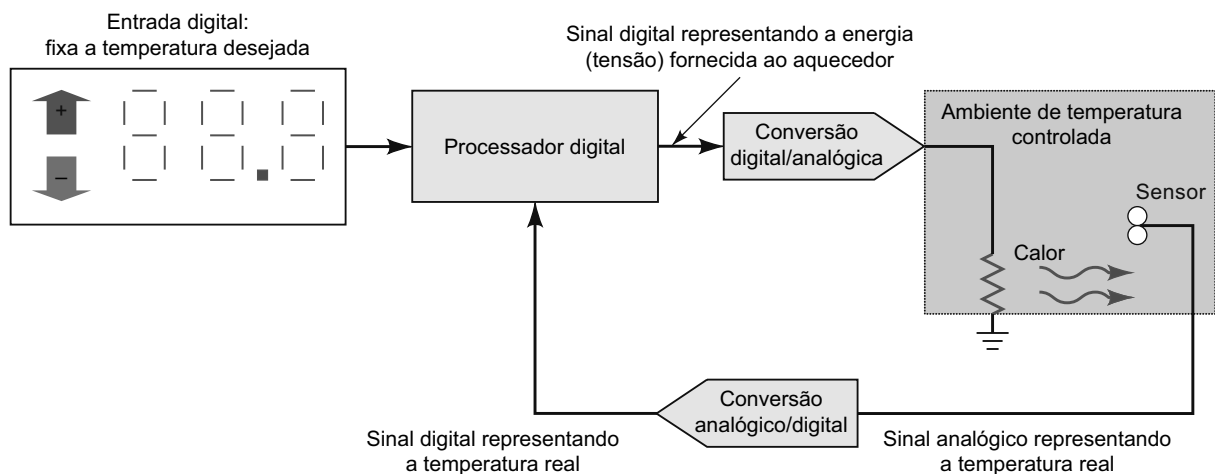 Entrada digital:
fixa a temperatura desejada
+
–
Sinal digital representando a energia
(tensão) fornecida ao aquecedor
Processador digital
Conversão
digital/analógica
Ambiente de temperatura
controlada
Sensor
Calor
Conversão
analógico/digital
Sinal digital representando
a temperatura real
Sinal analógico representando
a temperatura real